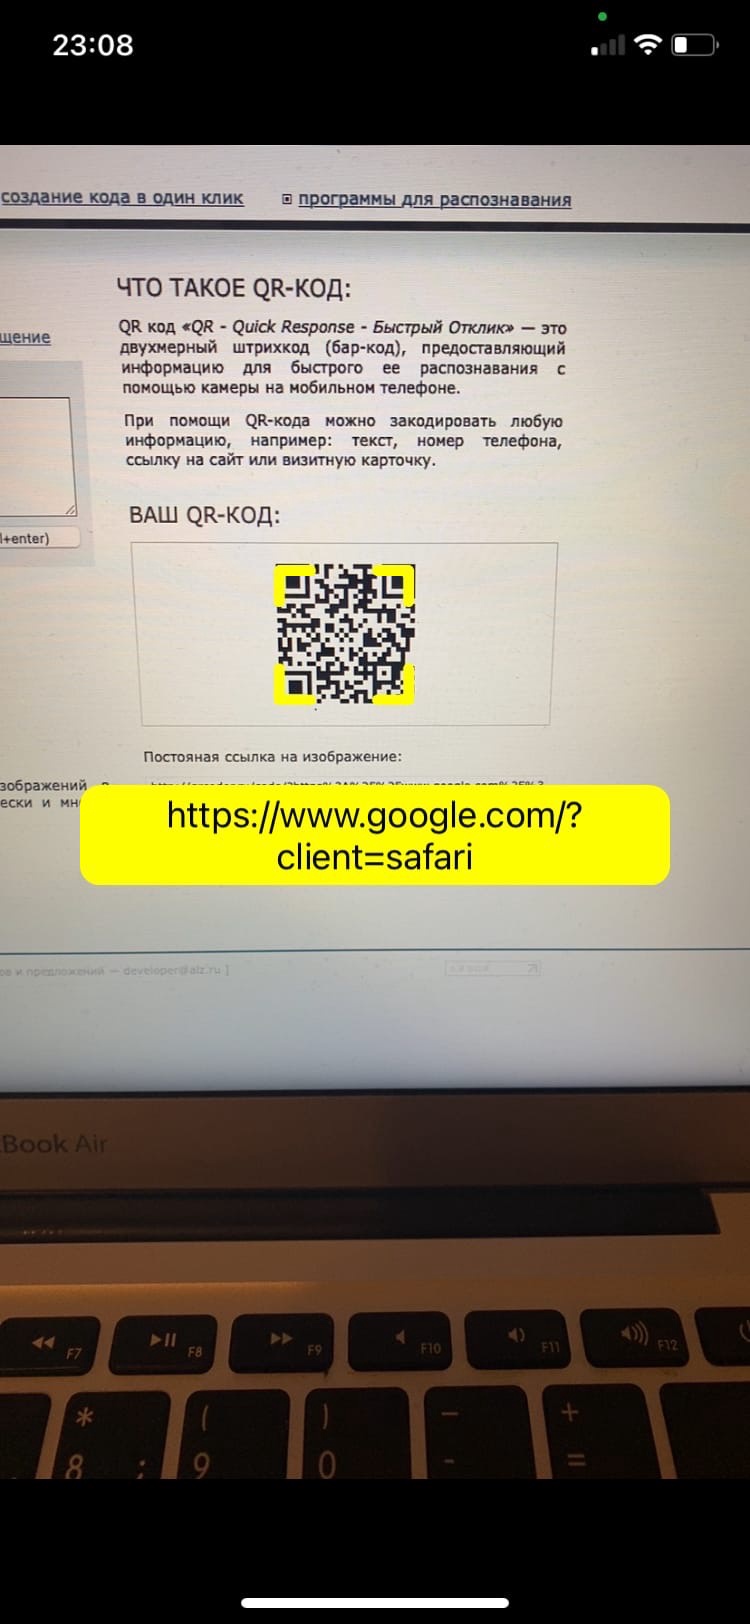 23:08
создание кода в один клик
программы для распознавания
ЧТО ТАКОЕ QR-КОД:
QR код «QR - Quick Response - Быстрый Отклик» — это
двухмерный штрихкод (бар-код), предоставляющий
информацию для быстрого ее распознавания с
помощью камеры на мобильном телефоне.
щение
При помощи QR-кода можно закодировать любую
информацию, например: текст, номер телефона,
ссылку на сайт или визитную карточку.
ВАШ QR-КОД:
l+enter)
Постояная ссылка на изображение:
зображений
ески и мн
https://www.google.com/?
client=safari
ов и предложений — developer@alz.ru ]
Book Air
F7 F8 F9 F10 F11 F12
* ( ) — +
8 : 9 0 - =